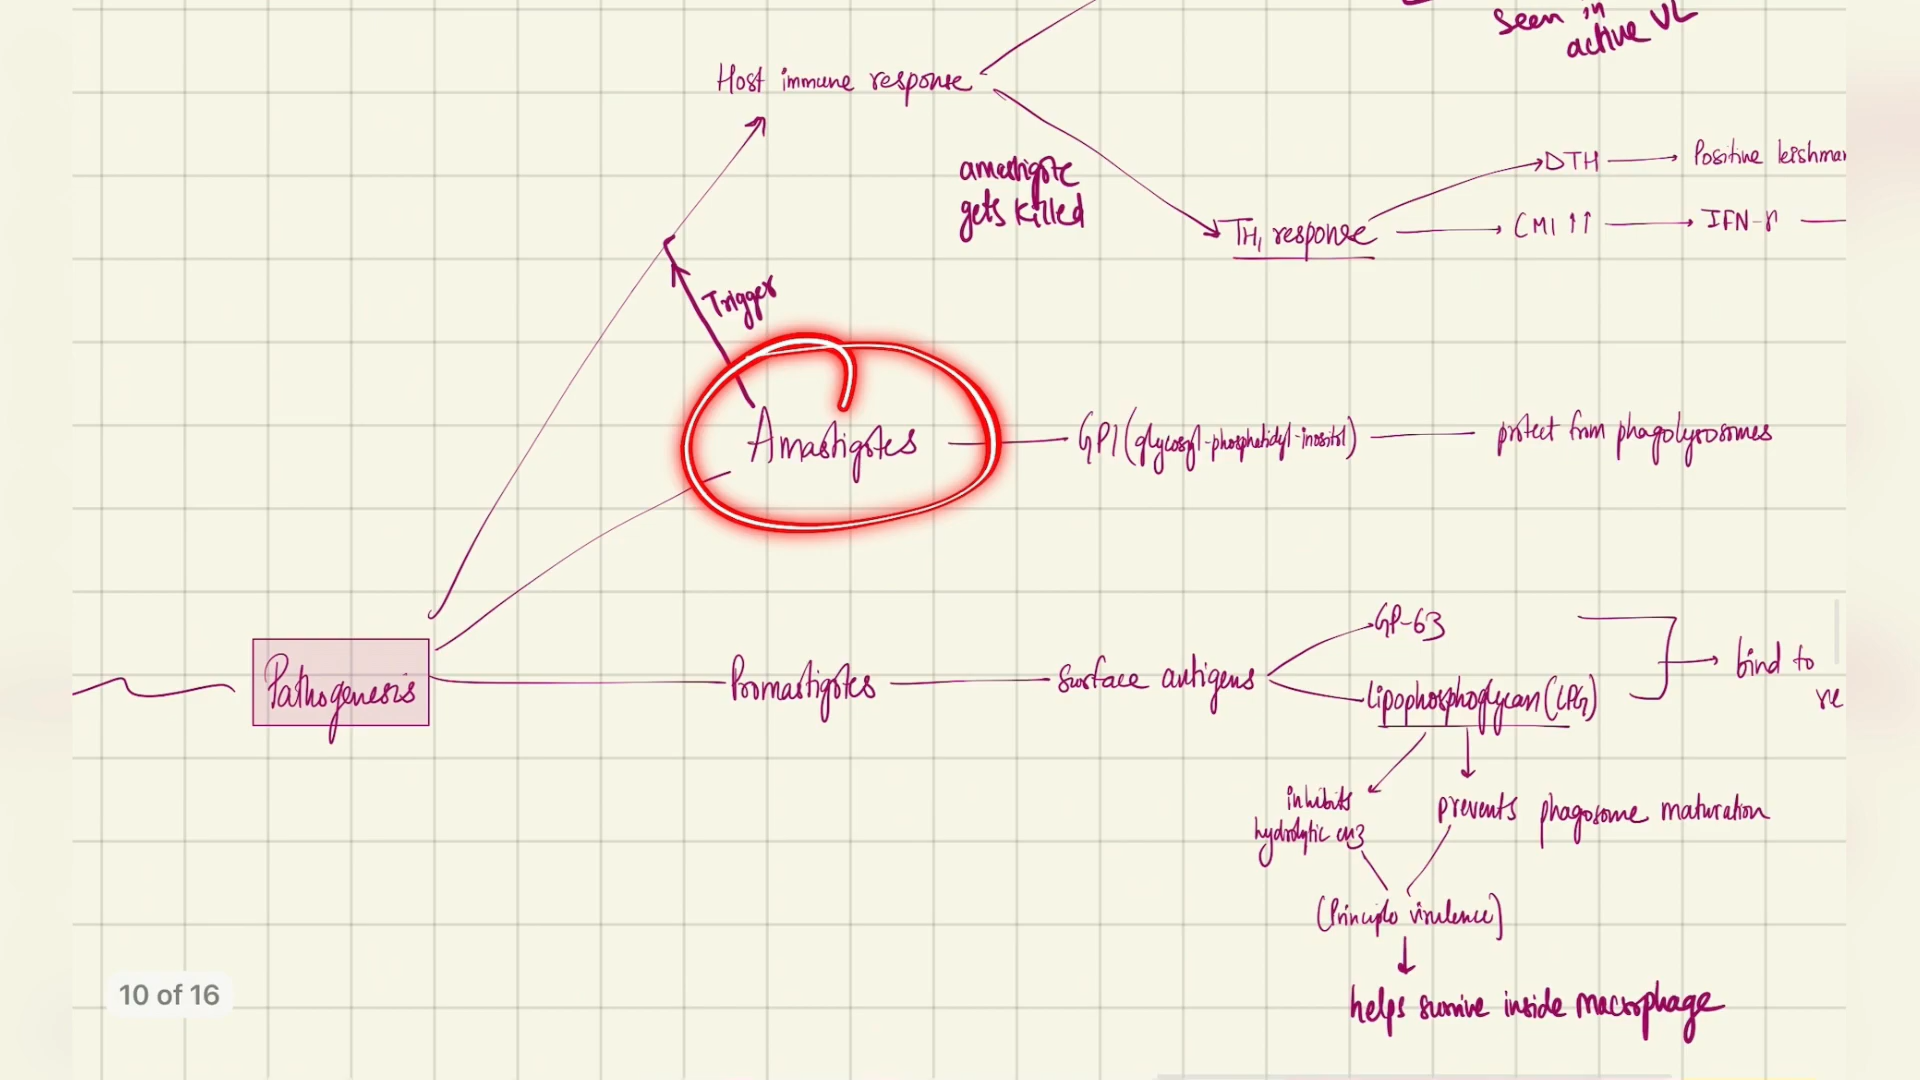 seen in
active VL
Host immune response
amastigote
gets killed
DTH
Positive leishman
TH1 response
CMI ↑↑
IFN-γ
Trigger
Amastigotes
GPI (glycosyl-phosphatidyl-inositol)
protect from phagolysosomes
GP-63
Pathogenesis
Promastigotes
surface antigens
Lipophosphoglycan (LPG)
bind to
re
inhibits
hydrolytic enz
prevents phagosome maturation
(Principle virulence)
helps survive inside macrophage
10 of 16